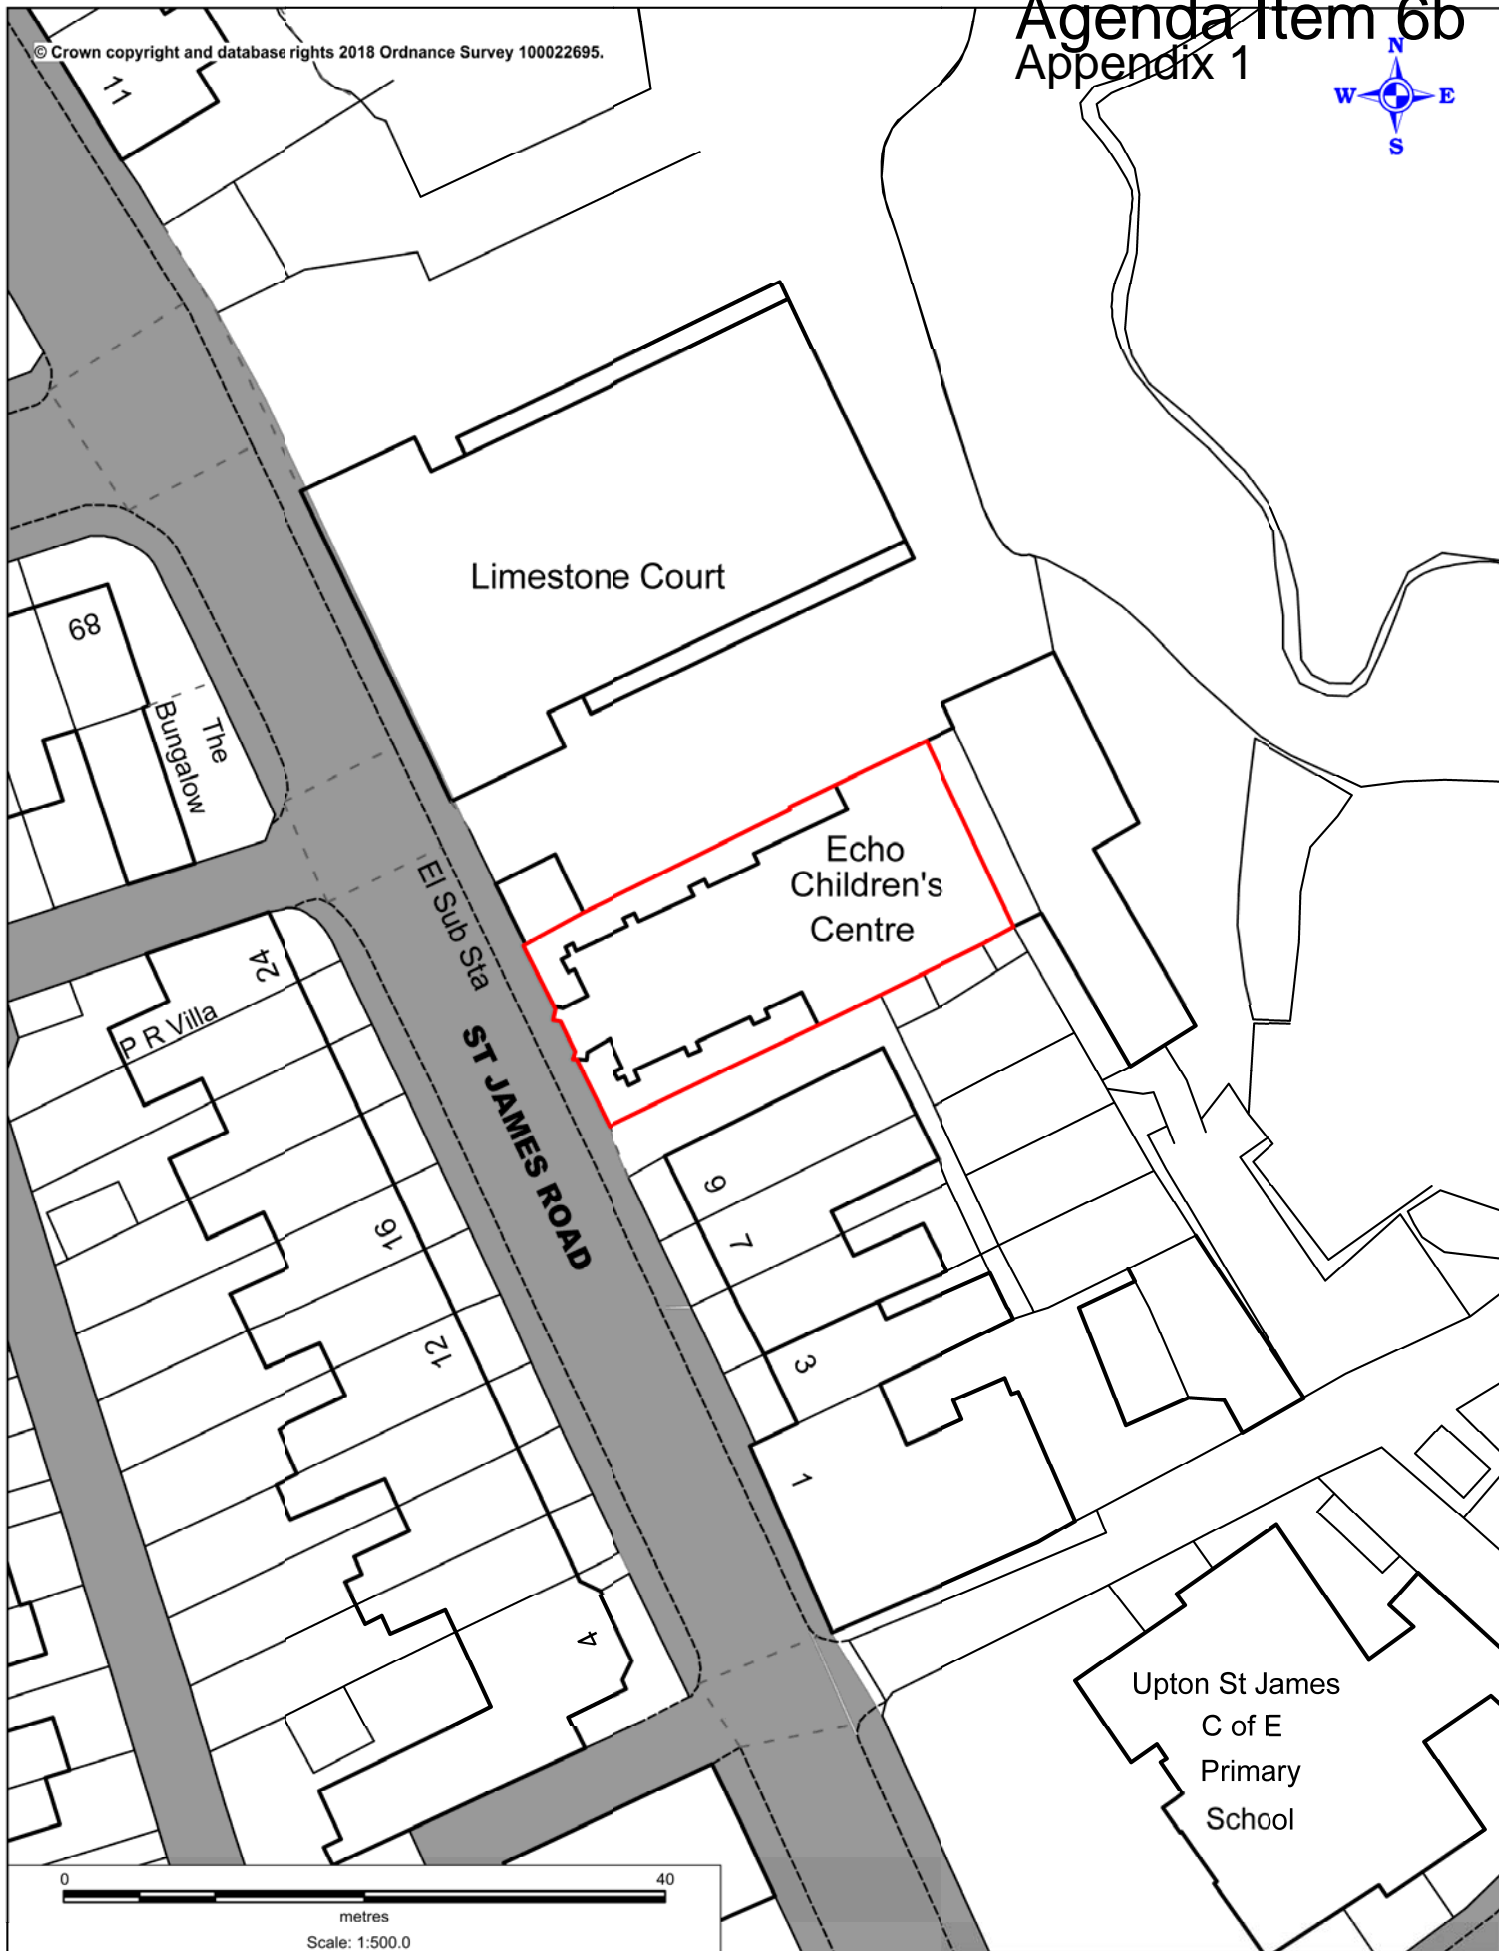 Agenda Item 6b
Appendix 1
© Crown copyright and database rights 2018 Ordnance Survey 100022695.
N
W
E
S
11
Limestone Court
89
The
Bungalow
Echo
Children's
Centre
El Sub Sta
24
P R Villa
ST JAMES ROAD
9
7
16
12
3
1
4
Upton St James
C of E
Primary
School
0
40
metres
Scale: 1:500.0